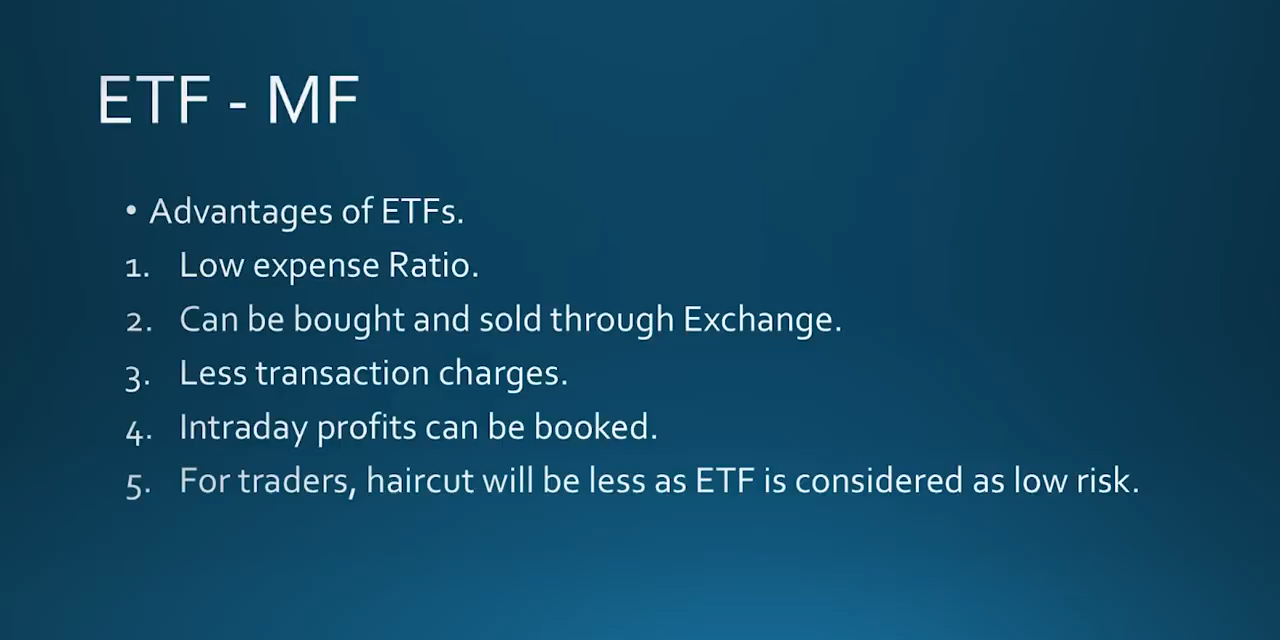 ETF - MF
• Advantages of ETFs.
1. Low expense Ratio.
2. Can be bought and sold through Exchange.
3. Less transaction charges.
4. Intraday profits can be booked.
5. For traders, haircut will be less as ETF is considered as low risk.